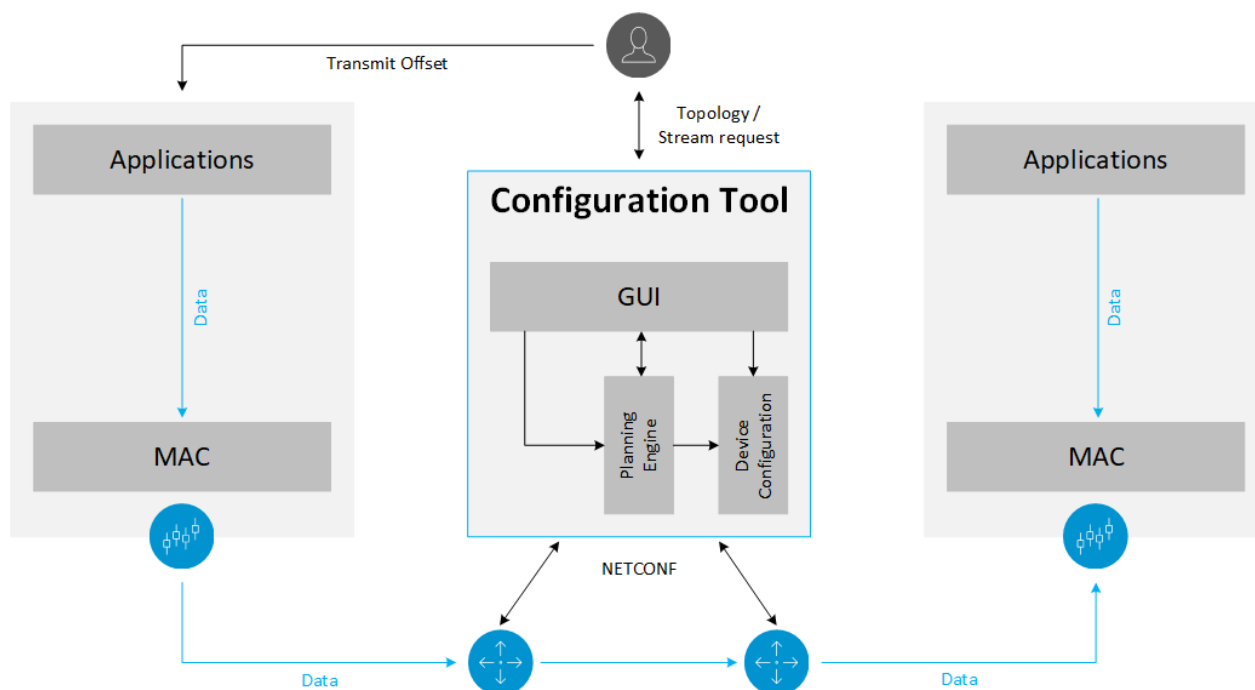 Transmit Offset
Topology /
Stream request
Applications
Applications
Configuration Tool
GUI
Data
Data
Planning
Engine
Device
Configuration
MAC
MAC
NETCONF
Data
Data